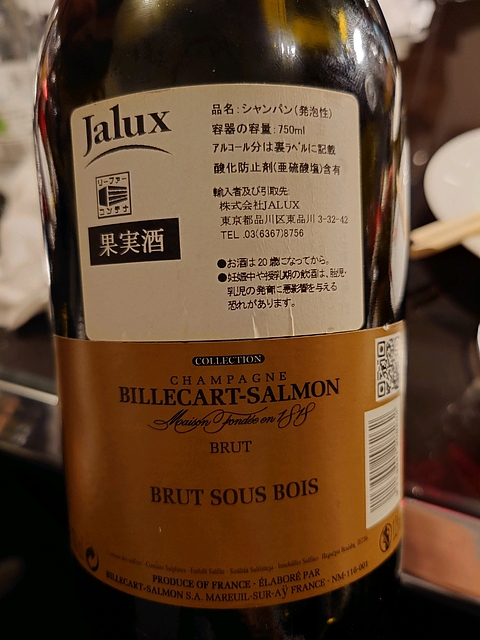 Jalux
品名:シャンパン(発泡性)
容器の容量:750ml
アルコール分は裏ラベルに記載
酸化防止剤(亜硫酸塩)含有
リーファー
コンテナ
果実酒
輸入者及び引取先
株式会社JALUX
東京都品川区東品川 3-32-42
TEL .03(6367)8756
●お酒は20歳になってから。
●妊娠中や授乳期の飲酒は、胎児・
乳児の発育に悪影響を与える
恐れがあります。
COLLECTION
CHAMPAGNE
BILLECART-SALMON
Maison Fondée en 1818
BRUT
BRUT SOUS BOIS
PRODUCE OF FRANCE - ÉLABORÉ PAR
BILLECART-SALMON S.A. MAREUIL-SUR-AŸ FRANCE - NM-118-001